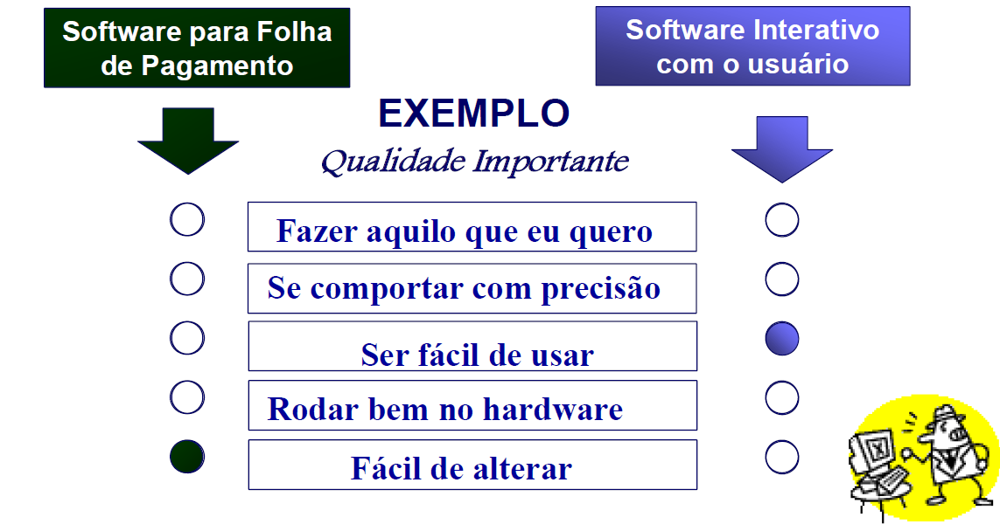 Software para Folha
de Pagamento
Software Interativo
com o usuário
EXEMPLO
Qualidade Importante
Fazer aquilo que eu quero
Se comportar com precisão
Ser fácil de usar
Rodar bem no hardware
Fácil de alterar
X